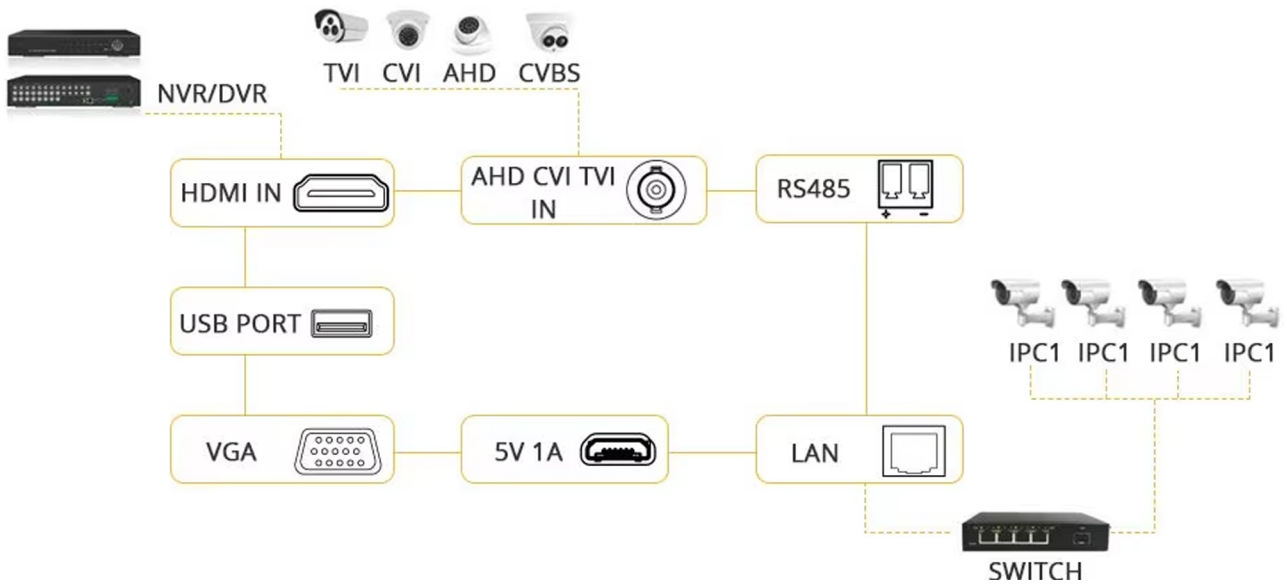 TVI CVI AHD CVBS
NVR/DVR
HDMI IN
AHD CVI TVI
IN
RS485
+ -
USB PORT
IPC1 IPC1 IPC1 IPC1
VGA
5V 1A
LAN
SWITCH